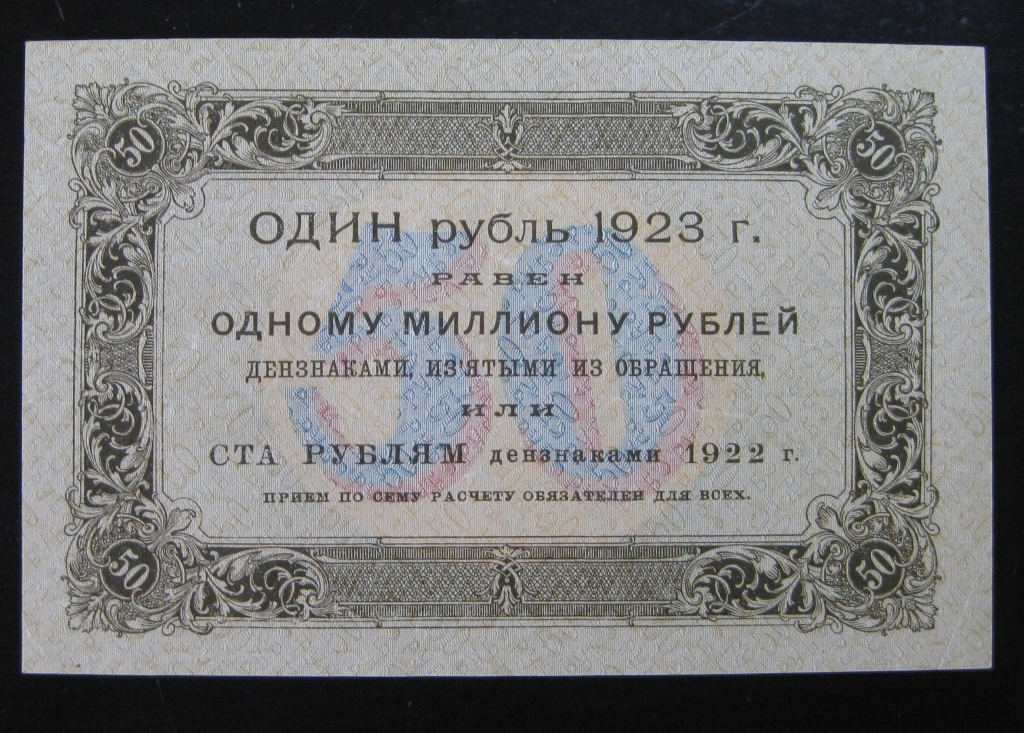 50 50
ОДИН рубль 1923 г.
РАВЕН
ОДНОМУ МИЛЛИОНУ РУБЛЕЙ
ДЕНЗНАКАМИ, ИЗ'ЯТЫМИ ИЗ ОБРАЩЕНИЯ,
ИЛИ
СТА РУБЛЯМ дензнаками 1922 г.
ПРИЕМ ПО СЕМУ РАСЧЕТУ ОБЯЗАТЕЛЕН ДЛЯ ВСЕХ.
50
50 50